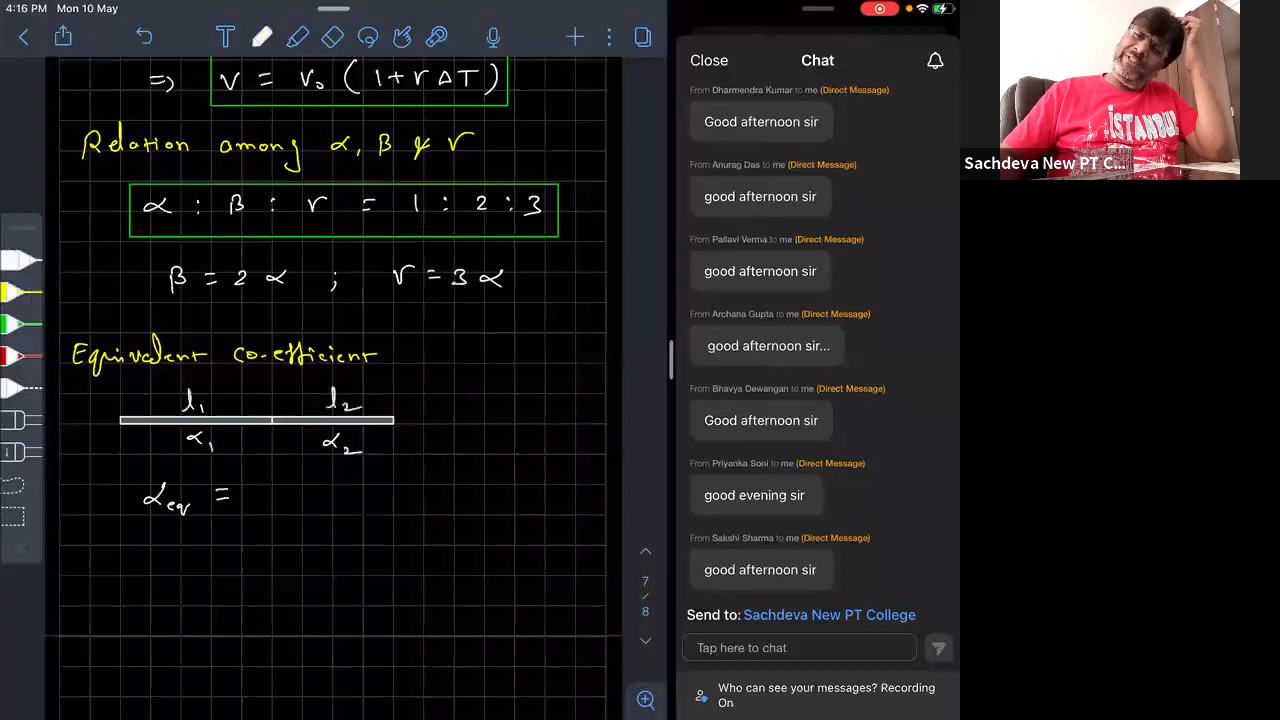 4:16 PM Mon 10 May
⇒ V = V₀ (1 + γ Δ T)
Relation among α, β & γ
α : β : γ = 1 : 2 : 3
β = 2 α ; γ = 3 α
Equivalent co-efficient
l₁ l₂
α₁ α₂
α_eq =
7
/
8
Close Chat
From Dharmendra Kumar to me (Direct Message)
Good afternoon sir
From Anurag Das to me (Direct Message)
good afternoon sir
From Pallavi Verma to me (Direct Message)
good afternoon sir
From Archana Gupta to me (Direct Message)
good afternoon sir...
From Bhavya Dewangan to me (Direct Message)
Good afternoon sir
From Priyanka Soni to me (Direct Message)
good evening sir
From Sakshi Sharma to me (Direct Message)
good afternoon sir
Send to: Sachdeva New PT College
Tap here to chat
Who can see your messages? Recording
On
İSTANBUL
Sachdeva New PT C...